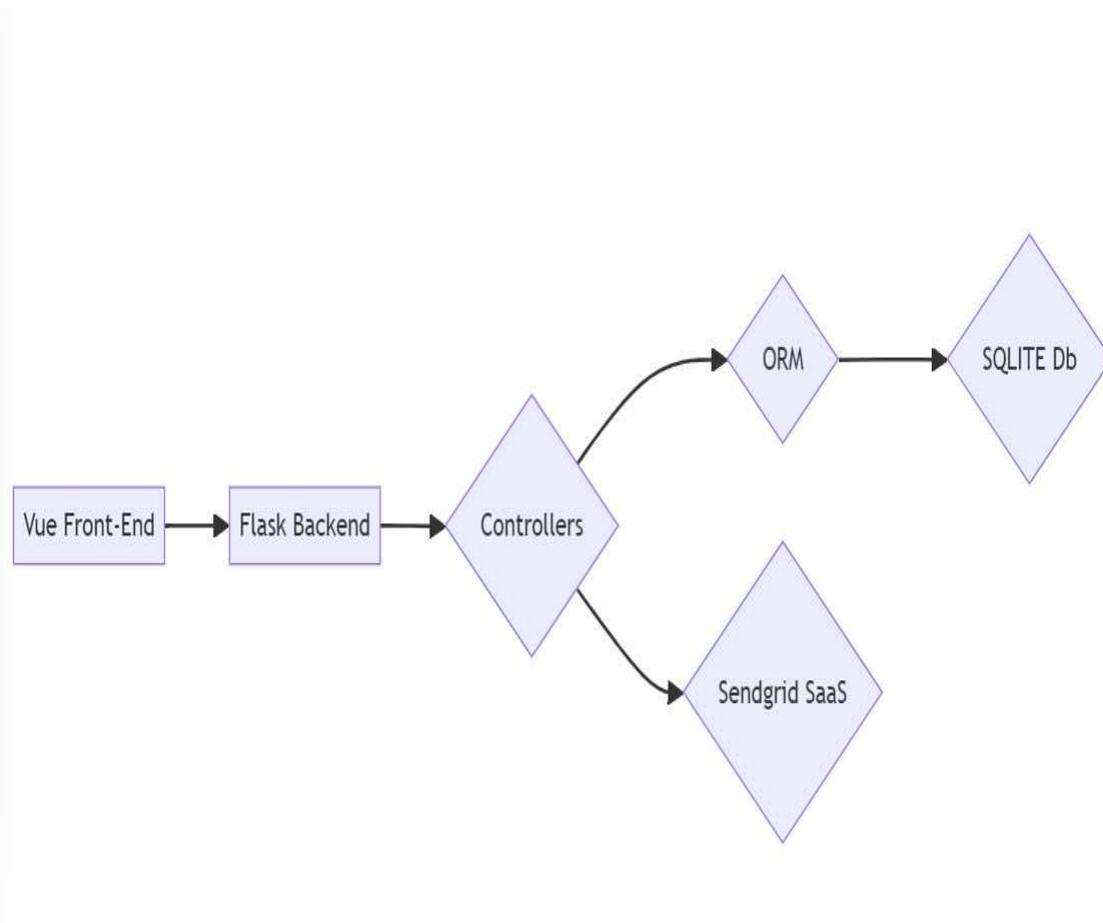 Vue Front-End
Flask Backend
Controllers
ORM
SQLITE Db
Sendgrid SaaS